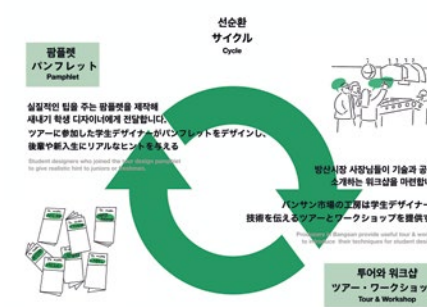 선순환
サイクル
Cycle
팜플렛
パンフレット
Pamphlet
실질적인 팁을 주는 팜플렛을 제작해
새내기 학생 디자이너에게 전달합니다.
ツアーに参加した学生デザイナーがパンフレットをデザインし、
後輩や新入生にリアルなヒントを与える
Student designers who joined the tour design pamphlet
to give realistic hint to juniors or
방산시장 사장님들이 기술과 공
소개하는 워크샵을 마련합
バンサン市場の工房は学生デザイナー
技術を伝えるツアーとワークショップを提供す
in Bangsan provide useful tour & wor
to introduce their techniques for student desi
투어와 워크샵
ツアー・ワークショッ
Tour & Workshop